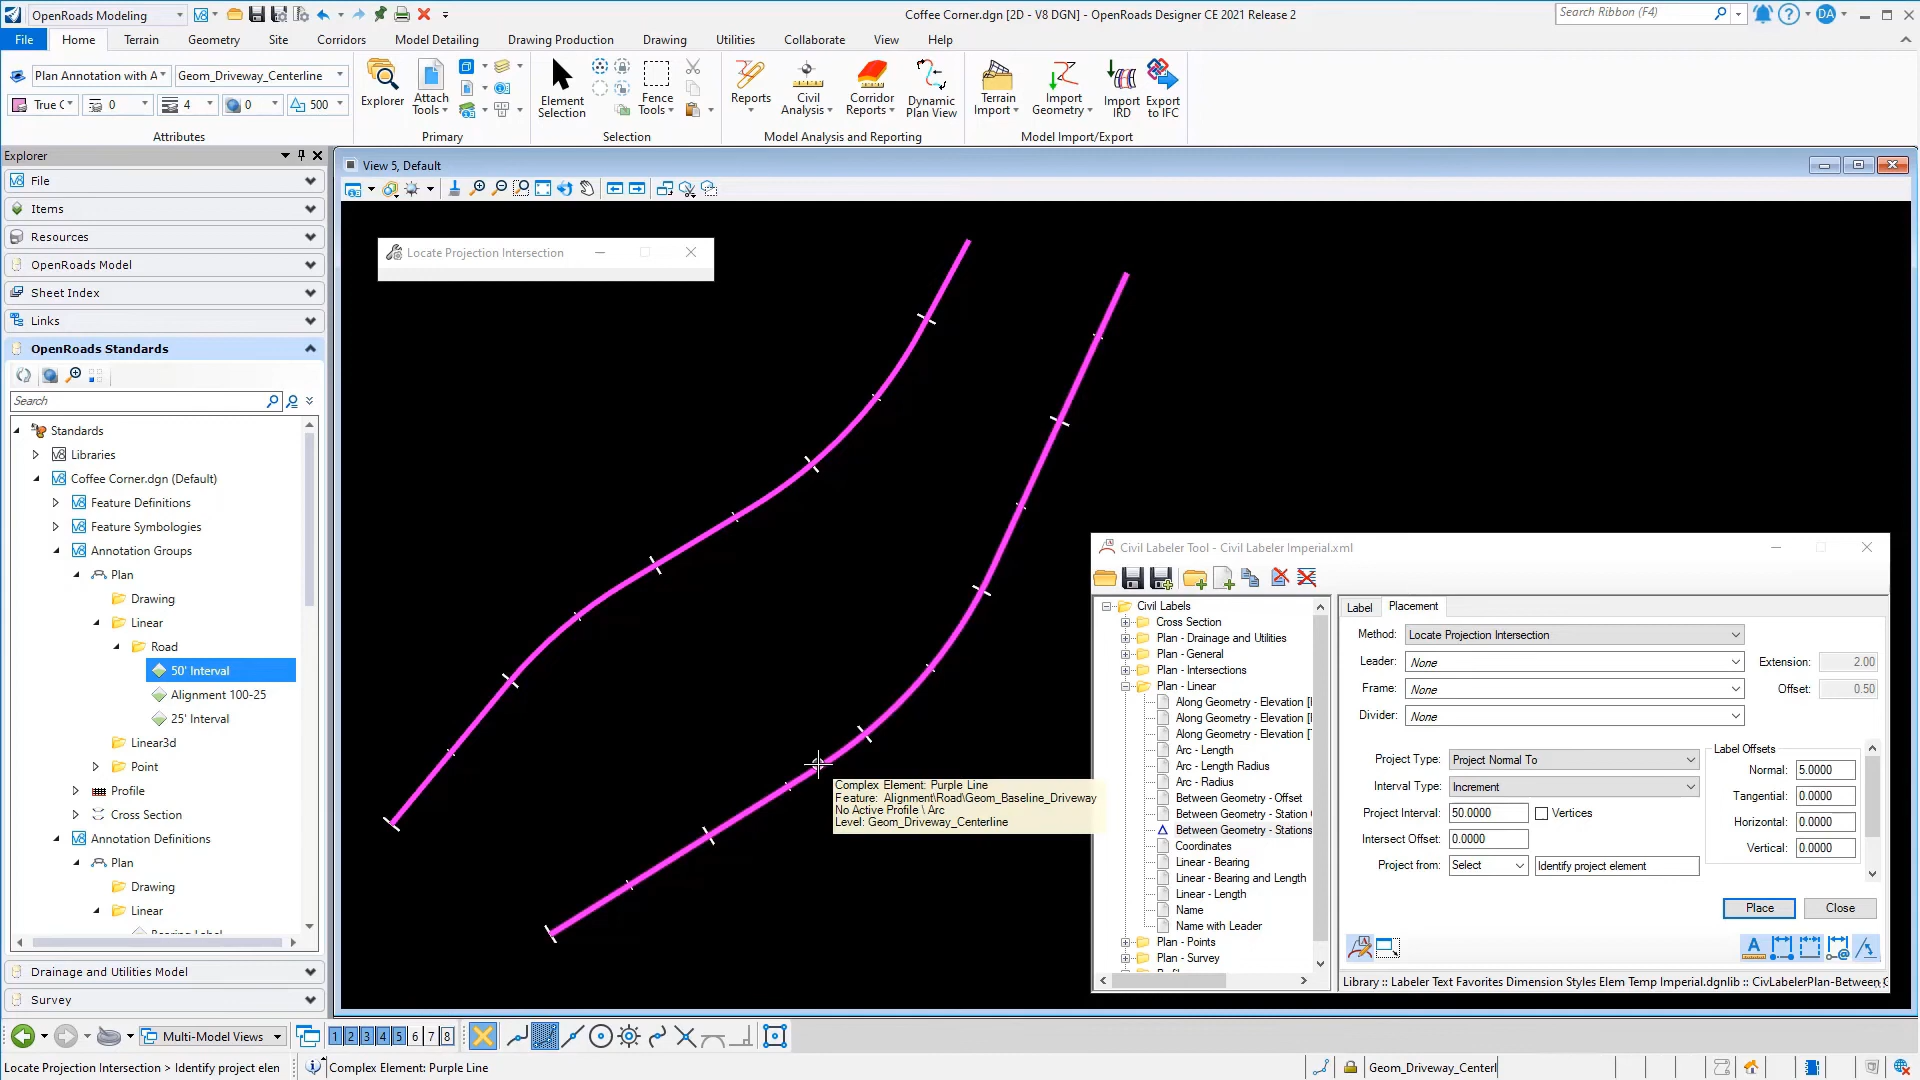 OpenRoads Modeling
Coffee Corner.dgn [2D - V8 DGN] - OpenRoads Designer CE 2021 Release 2
Search Ribbon (F4)
DA
File
Home
Terrain
Geometry
Site
Corridors
Model Detailing
Drawing Production
Drawing
Utilities
Collaborate
View
Help
Plan Annotation with A
Geom_Driveway_Centerline
True C
0
4
0
500
Attributes
Explorer
Attach Tools
Primary
Element Selection
Fence Tools
Selection
Reports
Civil Analysis
Corridor Reports
Dynamic Plan View
Model Analysis and Reporting
Terrain Import
Import Geometry
Import IRD
Export to IFC
Model Import/Export
Explorer
File
Items
Resources
OpenRoads Model
Sheet Index
Links
OpenRoads Standards
Search
Standards
Libraries
Coffee Corner.dgn (Default)
Feature Definitions
Feature Symbologies
Annotation Groups
Plan
Drawing
Linear
Road
50' Interval
Alignment 100-25
25' Interval
Linear3d
Point
Profile
Cross Section
Annotation Definitions
Plan
Drawing
Linear
Drainage and Utilities Model
Survey
View 5, Default
Locate Projection Intersection
Complex Element: Purple Line
Feature: Alignment\Road\Geom_Baseline_Driveway
No Active Profile \ Arc
Level: Geom_Driveway_Centerline
Civil Labeler Tool - Civil Labeler Imperial.xml
Civil Labels
Cross Section
Plan - Drainage and Utilities
Plan - General
Plan - Intersections
Plan - Linear
Along Geometry - Elevation [
Along Geometry - Elevation [
Along Geometry - Elevation [
Arc - Length
Arc - Length Radius
Arc - Radius
Between Geometry - Offset
Between Geometry - Station
Between Geometry - Stations
Coordinates
Linear - Bearing
Linear - Bearing and Length
Linear - Length
Name
Name with Leader
Plan - Points
Plan - Survey
Label
Placement
Method: Locate Projection Intersection
Leader: None
Extension: 2.00
Frame: None
Offset: 0.50
Divider: None
Project Type: Project Normal To
Interval Type: Increment
Project Interval: 50.0000
Vertices
Intersect Offset: 0.0000
Project from: Select
Identify project element
Label Offsets
Normal: 5.0000
Tangential: 0.0000
Horizontal: 0.0000
Vertical: 0.0000
Place
Close
Library :: Labeler Text Favorites Dimension Styles Elem Temp Imperial.dgnlib :: CivLabelerPlan-Between
Multi-Model Views
1 2 3 4 5 6 7 8
Locate Projection Intersection > Identify project elen
Complex Element: Purple Line
Geom_Driveway_Centerl